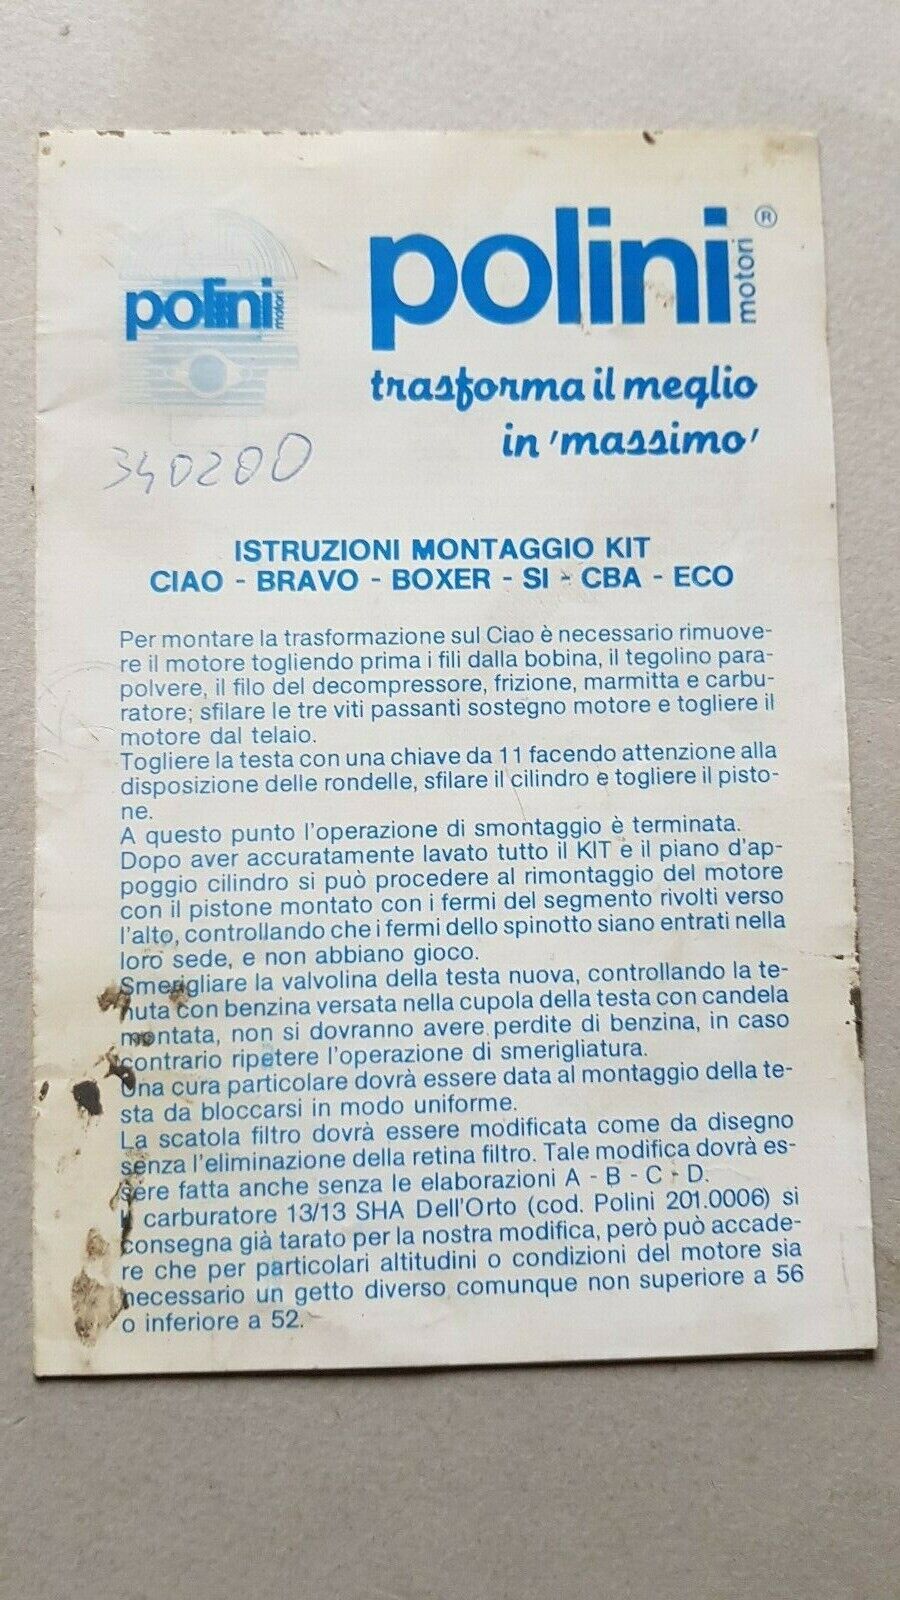 polini motori
polini motori ®
trasforma il meglio
in 'massimo'
340200
ISTRUZIONI MONTAGGIO KIT
CIAO - BRAVO - BOXER - SI - CBA - ECO
Per montare la trasformazione sul Ciao è necessario rimuove-
re il motore togliendo prima i fili dalla bobina, il tegolino para-
polvere, il filo del decompressore, frizione, marmitta e carbu-
ratore; sfilare le tre viti passanti sostegno motore e togliere il
motore dal telaio.
Togliere la testa con una chiave da 11 facendo attenzione alla
disposizione delle rondelle, sfilare il cilindro e togliere il pisto-
ne.
A questo punto l'operazione di smontaggio è terminata.
Dopo aver accuratamente lavato tutto il KIT e il piano d'ap-
poggio cilindro si può procedere al rimontaggio del motore
con il pistone montato con i fermi del segmento rivolti verso
l'alto, controllando che i fermi dello spinotto siano entrati nella
loro sede, e non abbiano gioco.
Smerigliare la valvolina della testa nuova, controllando la te-
nuta con benzina versata nella cupola della testa con candela
montata, non si dovranno avere perdite di benzina, in caso
contrario ripetere l'operazione di smerigliatura.
Una cura particolare dovrà essere data al montaggio della te-
sta da bloccarsi in modo uniforme.
La scatola filtro dovrà essere modificata come da disegno
senza l'eliminazione della retina filtro. Tale modifica dovrà es-
sere fatta anche senza le elaborazioni A - B - C - D.
Il carburatore 13/13 SHA Dell'Orto (cod. Polini 201.0006) si
consegna già tarato per la nostra modifica, però può accade-
re che per particolari altitudini o condizioni del motore sia
necessario un getto diverso comunque non superiore a 56
o inferiore a 52.